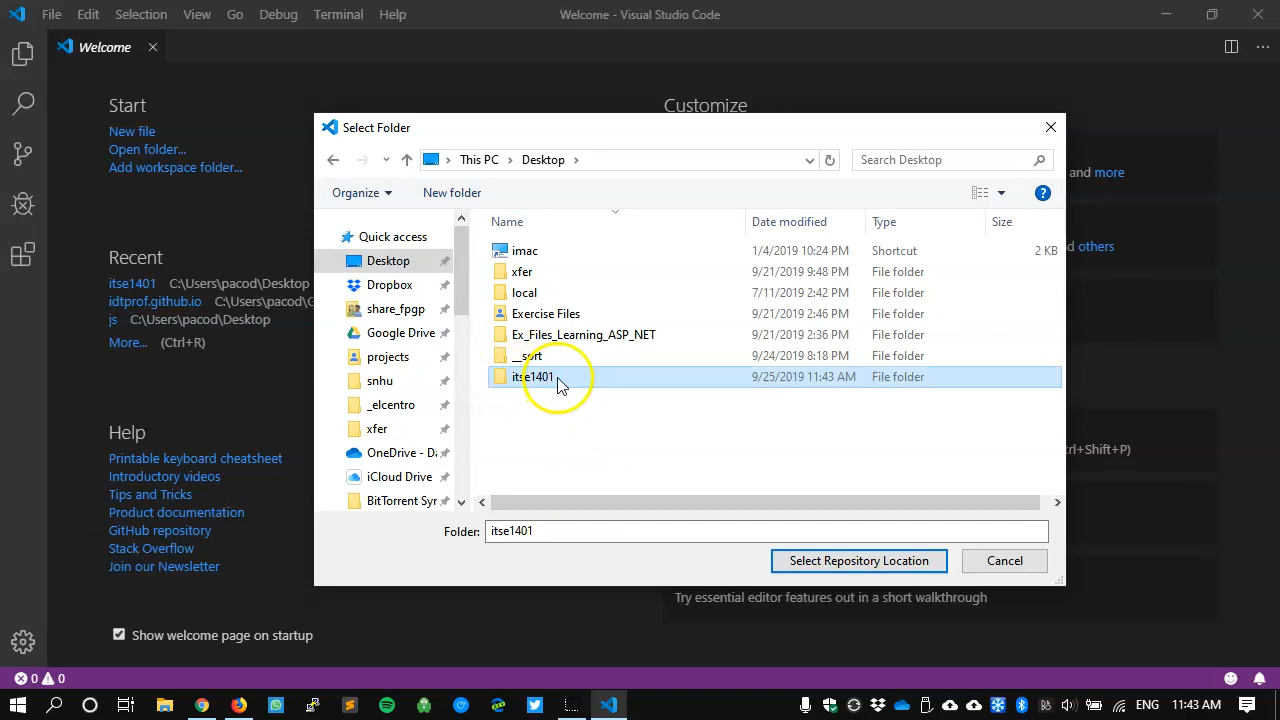 File Edit Selection View Go Debug Terminal Help Welcome - Visual Studio Code
Welcome
Start
New file
Open folder...
Add workspace folder...
Recent
itse1401 C:\Users\pacod\Desktop
idtprof.github.io C:\Users\pacod\
js C:\Users\pacod\Desktop
More... (Ctrl+R)
Help
Printable keyboard cheatsheet
Introductory videos
Tips and Tricks
Product documentation
GitHub repository
Stack Overflow
Join our Newsletter
Show welcome page on startup
Customize
and more
d others
trl+Shift+P)
Try essential editor features out in a short walkthrough
Select Folder
This PC Desktop
Search Desktop
Organize New folder
Quick access
Desktop
Dropbox
share_fpgp
Google Drive
projects
snhu
_elcentro
xfer
OneDrive - Da
iCloud Drive
BitTorrent Syr
Name Date modified Type Size
imac 1/4/2019 10:24 PM Shortcut 2 KB
xfer 9/21/2019 9:48 PM File folder
local 7/11/2019 2:42 PM File folder
Exercise Files 9/21/2019 2:46 PM File folder
Ex_Files_Learning_ASP_NET 9/21/2019 2:36 PM File folder
__sort 9/24/2019 8:18 PM File folder
itse1401 9/25/2019 11:43 AM File folder
Folder: itse1401
Select Repository Location Cancel
0 0
ENG 11:43 AM